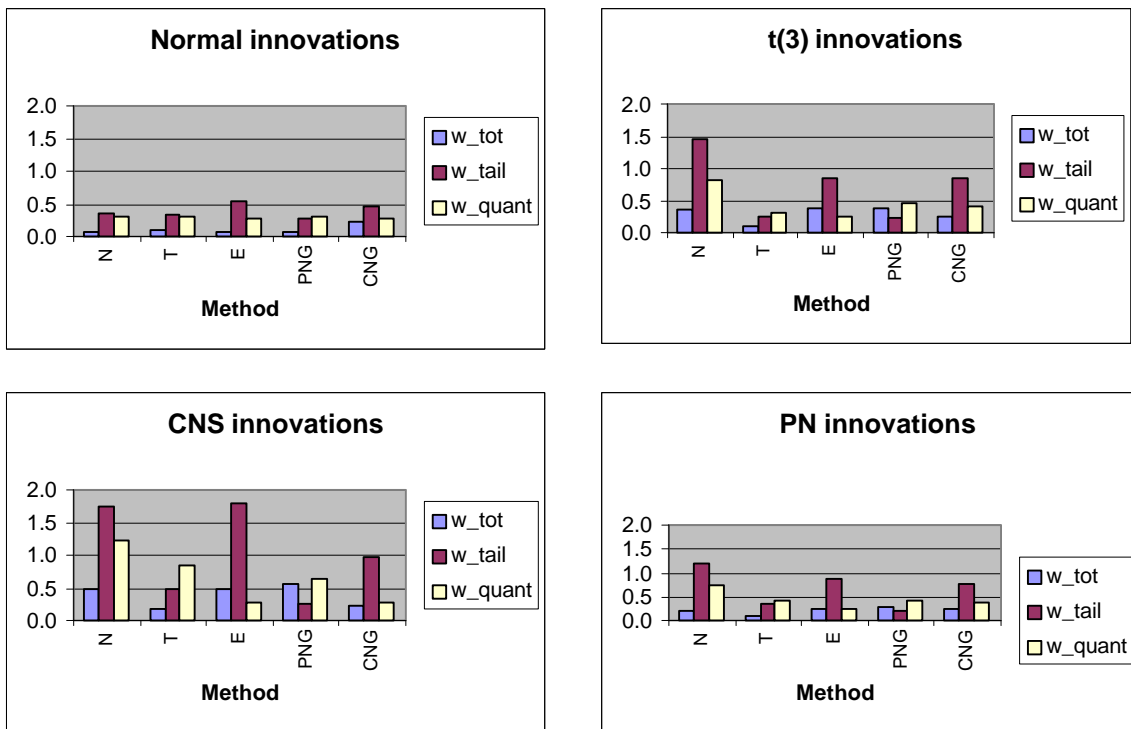 Normal innovations
2.0
1.5
1.0
0.5
0.0
N
T
E
PNG
CNG
Method
w_tot
w_tail
w_quant
t(3) innovations
2.0
1.5
1.0
0.5
0.0
N
T
E
PNG
CNG
Method
w_tot
w_tail
w_quant
CNS innovations
2.0
1.5
1.0
0.5
0.0
N
T
E
PNG
CNG
Method
w_tot
w_tail
w_quant
PN innovations
2.0
1.5
1.0
0.5
0.0
N
T
E
PNG
CNG
Method
w_tot
w_tail
w_quant